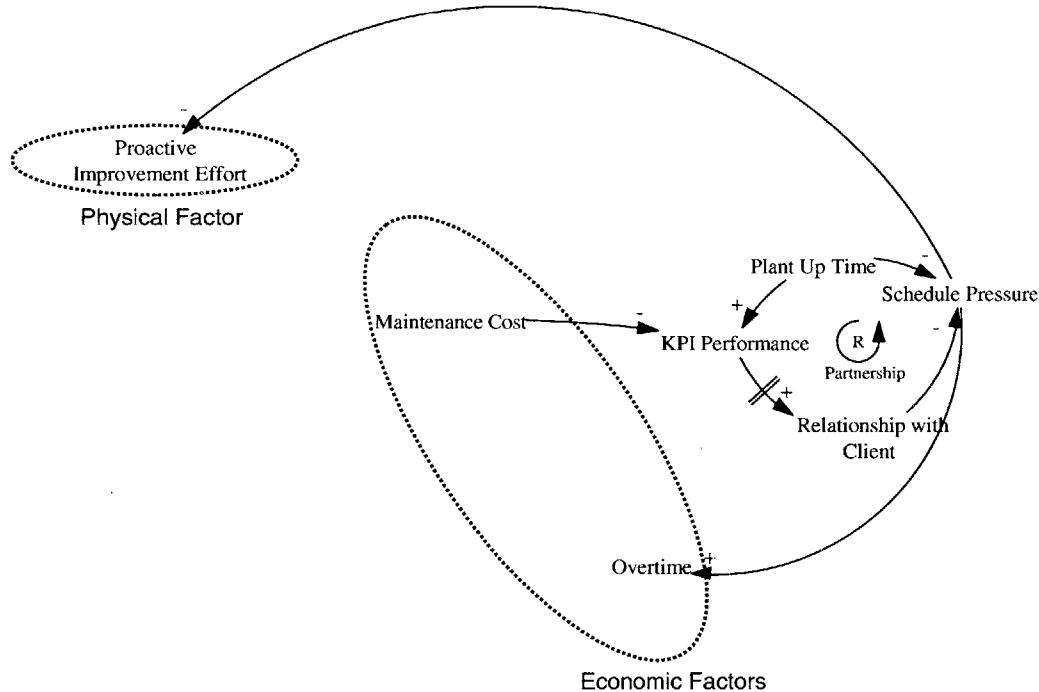 -
Proactive
Improvement Effort
Physical Factor
Plant Up Time
-
Schedule Pressure
+
Maintenance Cost
-
KPI Performance
R
-
Partnership
+
Relationship with
Client
Overtime
+
Economic Factors